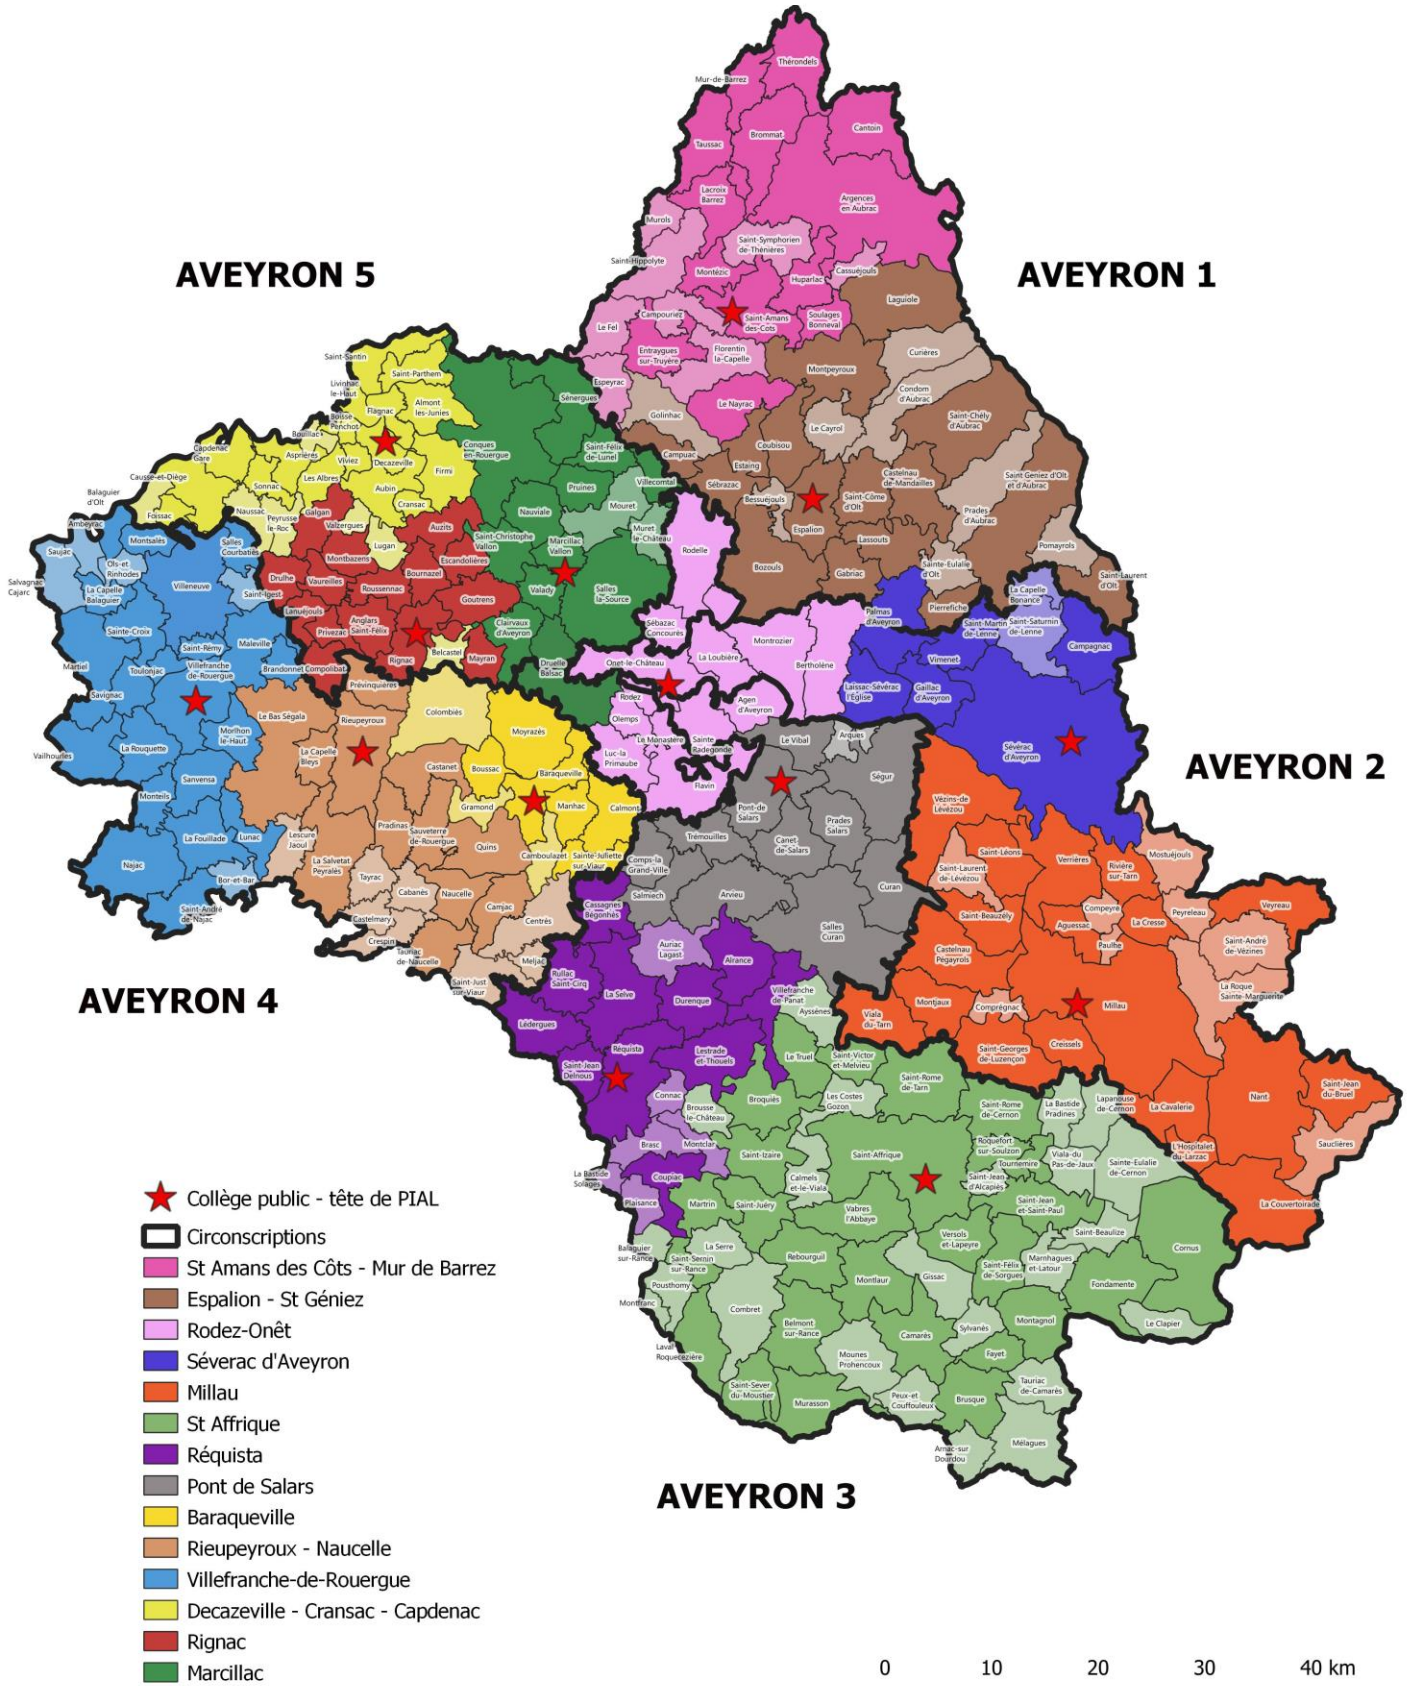 Thérondels
Mur-de-Barrez
Cantoin
Brommat
Taussac
Lacroix
Barrez
Argences
en Aubrac
Murols
Saint-Symphorien
de-Thénières
Saint-Hippolyte
Montézic
Cassuéjouls
Huparlac
AVEYRON 5
AVEYRON 1
Laguiole
Campouriez
Saint-Amans
des-Cots
Soulages
Bonneval
Le Fel
Entraygues
sur-Truyère
Florentin
la-Capelle
Curières
Saint-Santin
Saint-Parthem
Montpeyroux
Espeyrac
Condom
d'Aubrac
Livinhac
le-Haut
Almont
les-Junies
Sénergues
Le Nayrac
Golinhac
Saint-Chély
d'Aubrac
Flagnac
Boisse
Penchot
Le Cayrol
Bouillac
Conques
en-Rouergue
Saint-Félix
de-Lunel
Coubisou
Capdenac
Gare
Asprières
Viviez
Decazeville
Firmi
Campuac
Estaing
Castelnau
de-Mandailles
Saint Geniez d'Olt
et d'Aubrac
Causse-et-Diège
Sonnac
Les Albres
Aubin
Pruines
Villecomtal
Sébrazac
Balaguier
d'Olt
Bessuéjouls
Saint-Côme
d'Olt
Foissac
Naussac
Peyrusse
le-Roc
Galgan
Cransac
Nauviale
Mouret
Prades
d'Aubrac
Ambeyrac
Valzergues
Auzits
Muret
le-Château
Espalion
Lassouts
Montsalès
Salles
Courbatiès
Lugan
Saint-Christophe
Vallon
Marcillac
Vallon
Rodelle
Pomayrols
Saujac
Ols-et
Rinhodes
Montbazens
Escandolières
Bozouls
Gabriac
Sainte-Eulalie
d'Olt
Saint-Laurent
d'Olt
Salvagnac
Cajarc
La Capelle
Balaguier
Villeneuve
Saint-Igest
Drulhe
Vaureilles
Bournazel
Roussennac
Goutrens
Valady
Salles
la-Source
Pierrefiche
La Capelle
Bonance
Lanuéjouls
Anglars
Saint-Félix
Palmas
d'Aveyron
Saint-Martin
de-Lenne
Saint-Saturnin
de-Lenne
Sainte-Croix
Privezac
Clairvaux
d'Aveyron
Sébazac
Concourès
Montrozier
Campagnac
Saint-Rémy
Maleville
Belcastel
Mayran
Onet-le-Château
La Loubière
Bertholène
Vimenet
Martiel
Toulonjac
Villefranche
de-Rouergue
Brandonnet
Compolibat
Rignac
Druelle
Balsac
Prévinquières
Laissac-Sévérac
l'Eglise
Gaillac
d'Aveyron
Savignac
Colombiès
Rodez
Agen
d'Aveyron
Le Bas Ségala
Rieupeyroux
Olemps
Moyrazès
Morlhon
le-Haut
Le Monastère
Sainte
Radegonde
Le Vibal
Arques
Vailhourles
La Rouquette
La Capelle
Bleys
Luc-la
Primaube
Sévérac
d'Aveyron
AVEYRON 2
Castanet
Boussac
Baraqueville
Ségur
Sanvensa
Flavin
Monteils
Gramond
Manhac
Calmont
Pont-de
Salars
Vézins-de
Lévézou
La Fouillade
Lunac
Lescure
Jaoul
Pradinas
Sauveterre
de-Rouergue
Prades
Salars
Trémouilles
Canet
de-Salars
Quins
Camboulazet
Sainte-Juliette
sur-Viaur
Comps-la
Grand-Ville
Saint-Léons
Verrières
Rivière
sur-Tarn
Mostuéjouls
Najac
La Salvetat
Peyralès
Tayrac
Saint-Laurent
de-Lévézou
Bor-et-Bar
Cabanès
Naucelle
Salmiech
Arvieu
Curan
Saint-André
de-Najac
Camjac
Cassagnes
Bégonhès
Saint-Beauzély
Compeyre
La Cresse
Peyreleau
Veyreau
Castelmary
Centrès
Salles
Curan
Aguessac
Crespin
Auriac
Lagast
Paulhe
Saint-André
de-Vézines
Tauriac
de-Naucelle
Meljac
Alrance
Castelnau
Pégayrols
Saint-Just
sur-Viaur
Rullac
Saint-Cirq
La Selve
Durenque
Villefranche
de-Panat
La Roque
Sainte-Marguerite
AVEYRON 4
Ayssènes
Montjaux
Comprégnac
Millau
Lédergues
Viala
du-Tarn
Réquista
Lestrade
et-Thouels
Le Truel
Saint-Victor
et-Melvieu
Saint-Georges
de-Luzençon
Creissels
Saint-Jean
Delnous
Saint-Rome
de-Tarn
Saint-Jean
du-Bruel
Connac
Broquiès
Les Costes
Gozon
Saint-Rome
de-Cernon
La Bastide
Pradines
Lapanouse
de-Cernon
La Cavalerie
Nant
Brousse
le-Château
Brasc
Montclar
Saint-Izaire
Saint-Affrique
Roquefort
sur-Soulzon
Viala-du
Pas-de-Jaux
L'Hospitalet
du-Larzac
Sauclières
La Bastide
Solages
Coupiac
Calmels
et-le-Viala
Tournemire
Saint-Jean
d'Alcapiès
Sainte-Eulalie
de-Cernon
Plaisance
Martrin
Saint-Juéry
Vabres
l'Abbaye
Saint-Jean
et-Saint-Paul
La Couvertoirade
Collège public - tête de PIAL
Circonscriptions
Balaguier
sur-Rance
La Serre
Versols
et-Lapeyre
Saint-Beaulize
Cornus
Saint-Sernin
sur-Rance
Rebourguil
Marnhagues
et-Latour
St Amans des Côts - Mur de Barrez
Pousthomy
Montlaur
Gissac
Saint-Félix
de-Sorgues
Fondamente
Espalion - St Géniez
Montfranc
Combret
Belmont
sur-Rance
Camarès
Sylvanès
Montagnol
Le Clapier
Rodez-Onêt
Laval
Roquecezière
Mounes
Prohencoux
Fayet
Séverac d'Aveyron
Saint-Sever
du-Moustier
Murasson
Peux-et
Couffouleux
Brusque
Tauriac
de-Camarès
Millau
St Affrique
Arnac-sur
Dourdou
Mélagues
Réquista
Pont de Salars
AVEYRON 3
Baraqueville
Rieupeyroux - Naucelle
Villefranche-de-Rouergue
Decazeville - Cransac - Capdenac
Rignac
Marcillac
0 10 20 30 40 km